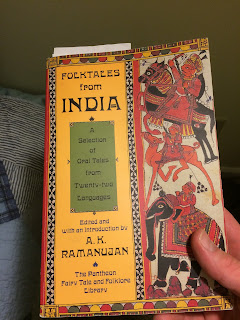 FOLKTALES
from
INDIA
A
Selection
of
Oral Tales
from
Twenty-two
Languages
Edited and
with an introduction by
A. K.
RAMANUJAN
The Pantheon
Fairy Tale and Folklore
Library